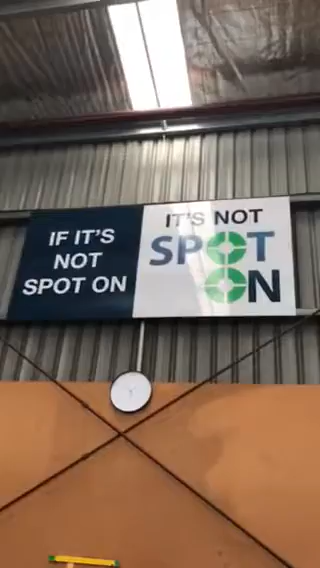 IF IT'S
NOT
SPOT ON
IT'S NOT
SPOT
ON